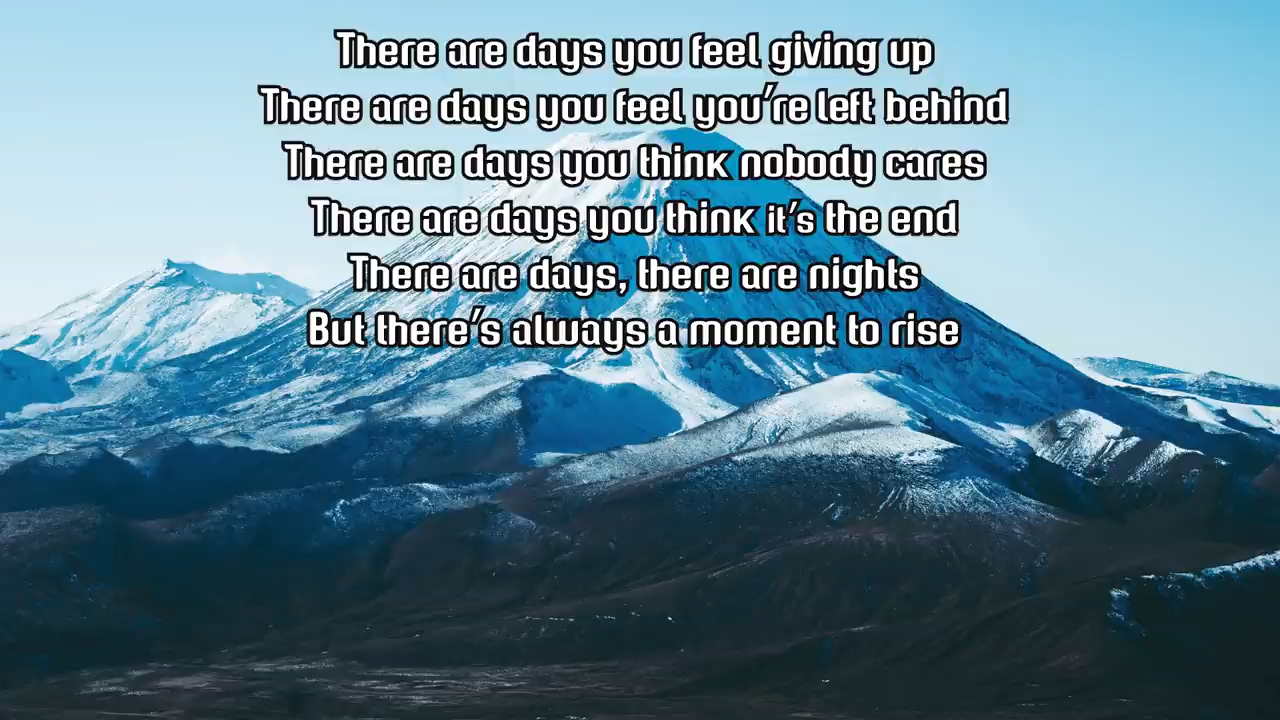 There are days you feel giving up
There are days you feel you're left behind
There are days you think nobody cares
There are days you think it's the end
There are days, there are nights
But there's always a moment to rise